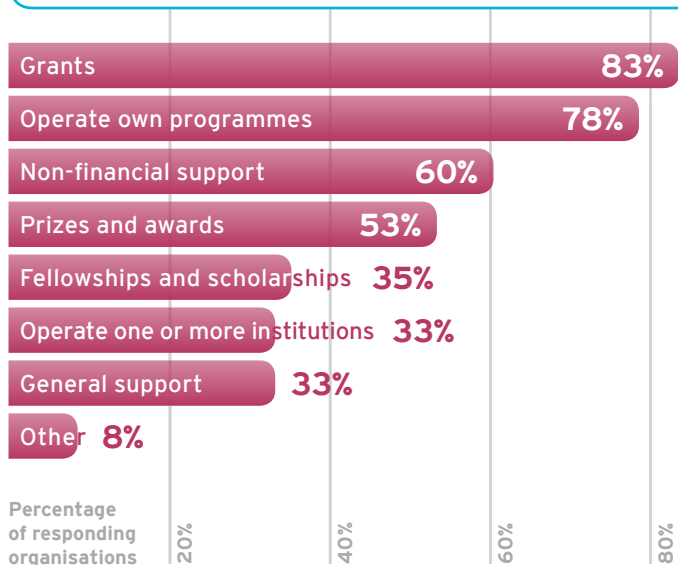 Grants 83%
Operate own programmes 78%
Non-financial support 60%
Prizes and awards 53%
Fellowships and scholarships 35%
Operate one or more institutions 33%
General support 33%
Other 8%
Percentage
of responding
organisations
20%
40%
60%
80%